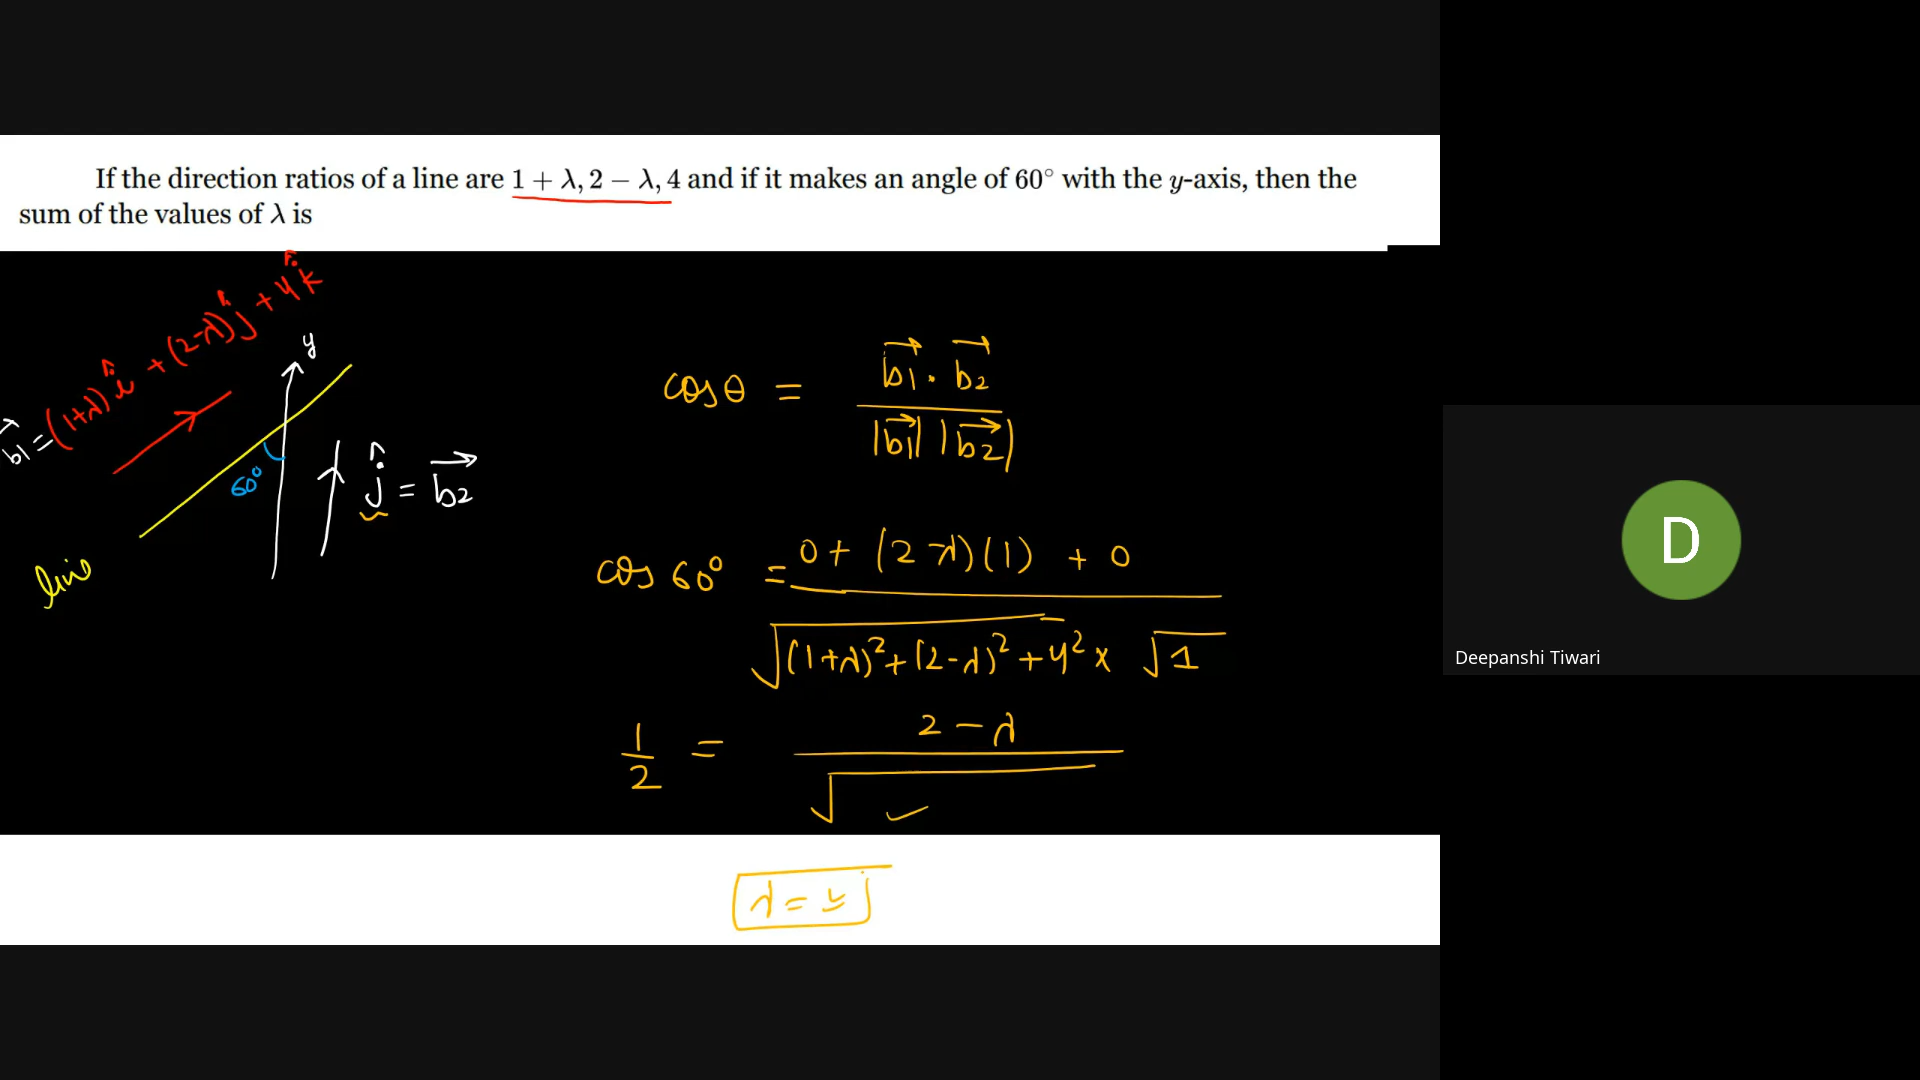 If the direction ratios of a line are 1 + λ, 2 − λ, 4 and if it makes an angle of 60° with the y-axis, then the
sum of the values of λ is
b1 = (1+λ)î + (2-λ)ĵ + 4k̂
y
60°
ĵ = b2
line
cosθ = b1 . b2 / |b1| |b2|
cos 60° = 0 + (2-λ)(1) + 0 / √(1+λ)² + (2-λ)² + 4² × √1
1/2 = 2 - λ / √
λ =
D
Deepanshi Tiwari